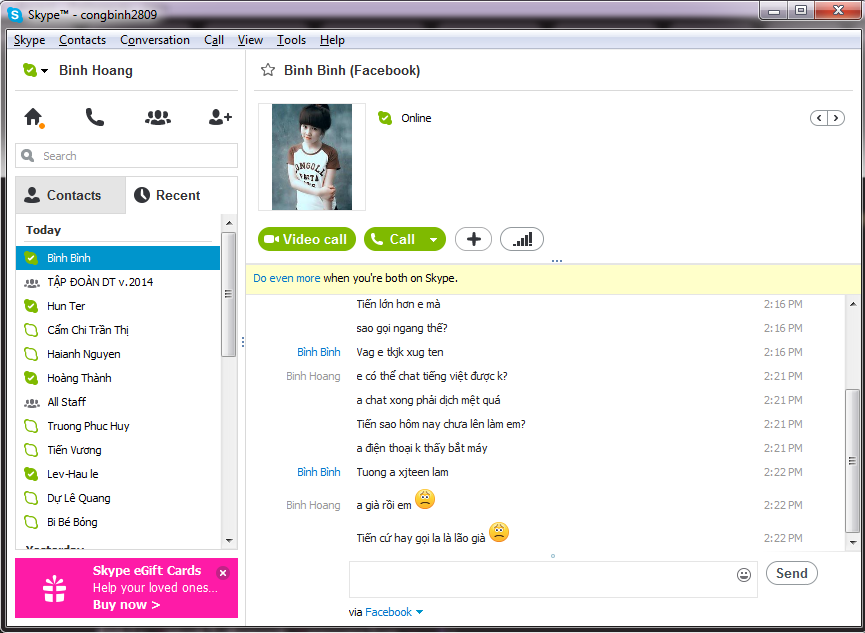 Skype™ - congbinh2809
Skype Contacts Conversation Call View Tools Help
Binh Hoang
Search
Contacts
Recent
Today
Bình Bình
TẬP ĐOÀN DT v.2014
Hun Ter
Cẩm Chi Trần Thị
Haianh Nguyen
Hoàng Thành
All Staff
Truong Phuc Huy
Tiến Vương
Lev-Hau le
Dự Lê Quang
Bi Bé Bỏng
Yesterday
Skype eGift Cards
Help your loved ones...
Buy now >
Bình Bình (Facebook)
Online
Video call
Call
Do even more when you're both on Skype.
Tiến lớn hơn e mà 2:16 PM
sao gọi ngang thế? 2:16 PM
Bình Bình Vag e tkjk xug ten 2:16 PM
Binh Hoang e có thể chat tiếng việt được k? 2:21 PM
a chat xong phải dịch mệt quá 2:21 PM
Tiến sao hôm nay chưa lên làm em? 2:21 PM
a điện thoại k thấy bắt máy 2:21 PM
Bình Bình Tuong a xjteen lam 2:22 PM
Binh Hoang a già rồi em 2:22 PM
Tiến cứ hay gọi là lão già 2:22 PM
Send
via Facebook